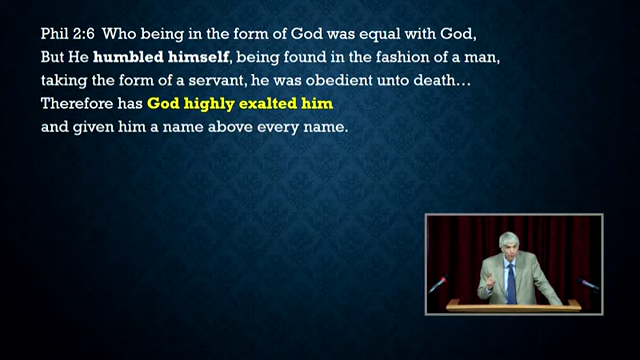 Phil 2:6 Who being in the form of God was equal with God,
But He humbled himself, being found in the fashion of a man,
taking the form of a servant, he was obedient unto death...
Therefore has God highly exalted him
and given him a name above every name.